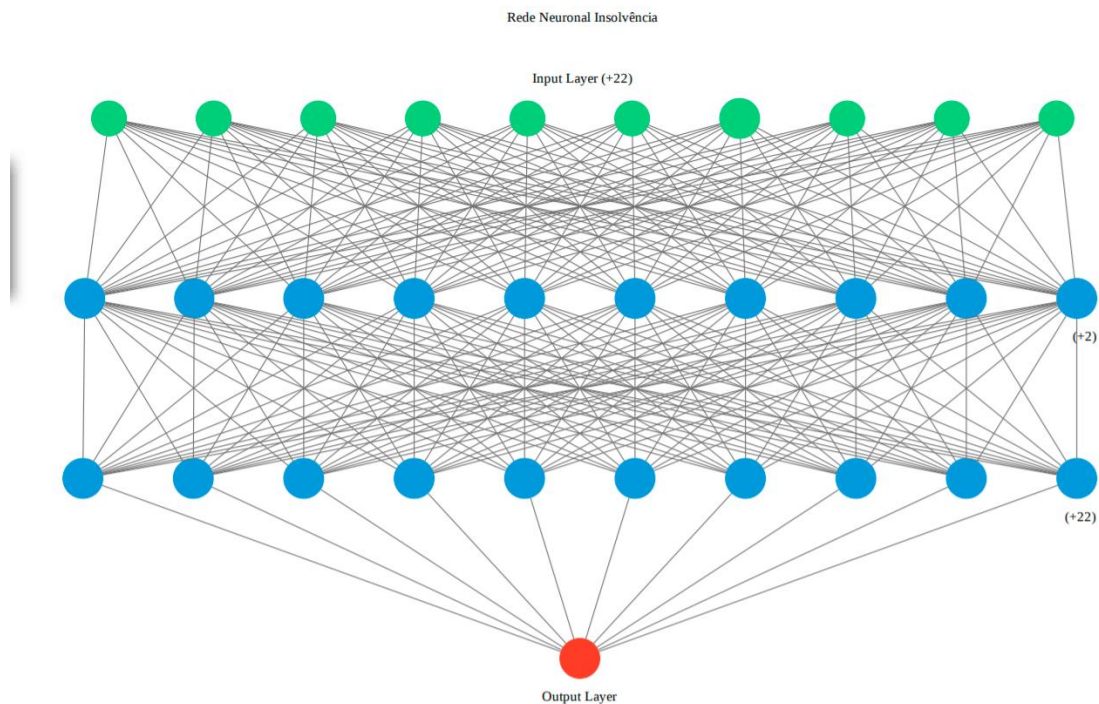 Rede Neuronal Insolvência
Input Layer (+22)
(+2)
(+22)
Output Layer